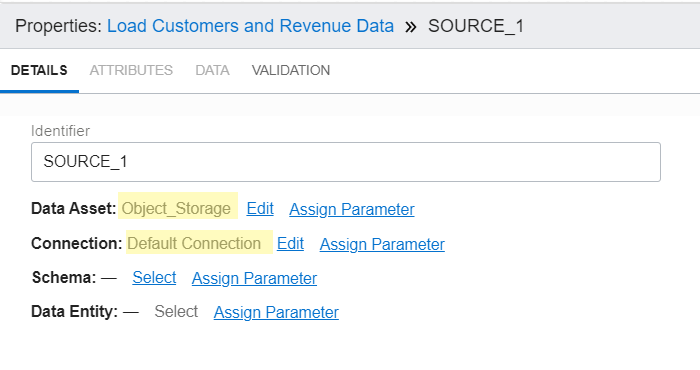 Properties: Load Customers and Revenue Data » SOURCE_1
DETAILS ATTRIBUTES DATA VALIDATION
Identifier
SOURCE_1
Data Asset: Object_Storage Edit Assign Parameter
Connection: Default Connection Edit Assign Parameter
Schema: — Select Assign Parameter
Data Entity: — Select Assign Parameter